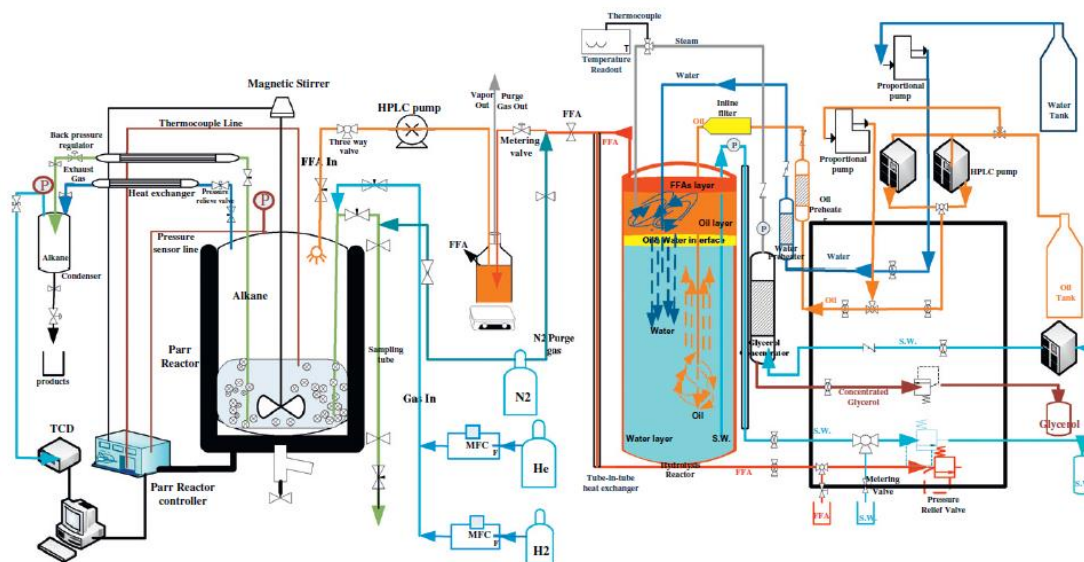 Magnetic Stirrer
Thermocouple Line
Back pressure
regulator
Exhaust
Gas
Heat exchanger
Pressure
relieve valve
P
P
Pressure
sensor line
Alkane
Condenser
products
TCD
Parr Reactor
controller
Parr
Reactor
Alkane
FFA In
Three way valve
HPLC pump
Vapor
Out
Purge
Gas Out
Metering
valve
FFA
FFA
Sampling
tube
Gas In
N2 Purge
gas
N2
MFC
F
He
MFC
F
H2
Thermocouple
T
Temperature
Readout
Steam
Water
Inline
filter
Oil
FFA
P
FFAs layer
Oil layer
Water interface
Water
Oil
Water layer
S.W.
Hydrolysis
Reactor
Tube-in-tube
heat exchanger
P
Water
Preheater
Oil
Preheate
r
Glycerol
Concentrator
Proportional
pump
Proportional
pump
HPLC pump
Water
Tank
Oil
Tank
Water
Oil
S.W.
Concentrated
Glycerol
Glycerol
S.W.
FFA
Metering
Valve
Pressure
Relief Valve
FFA
S.W.